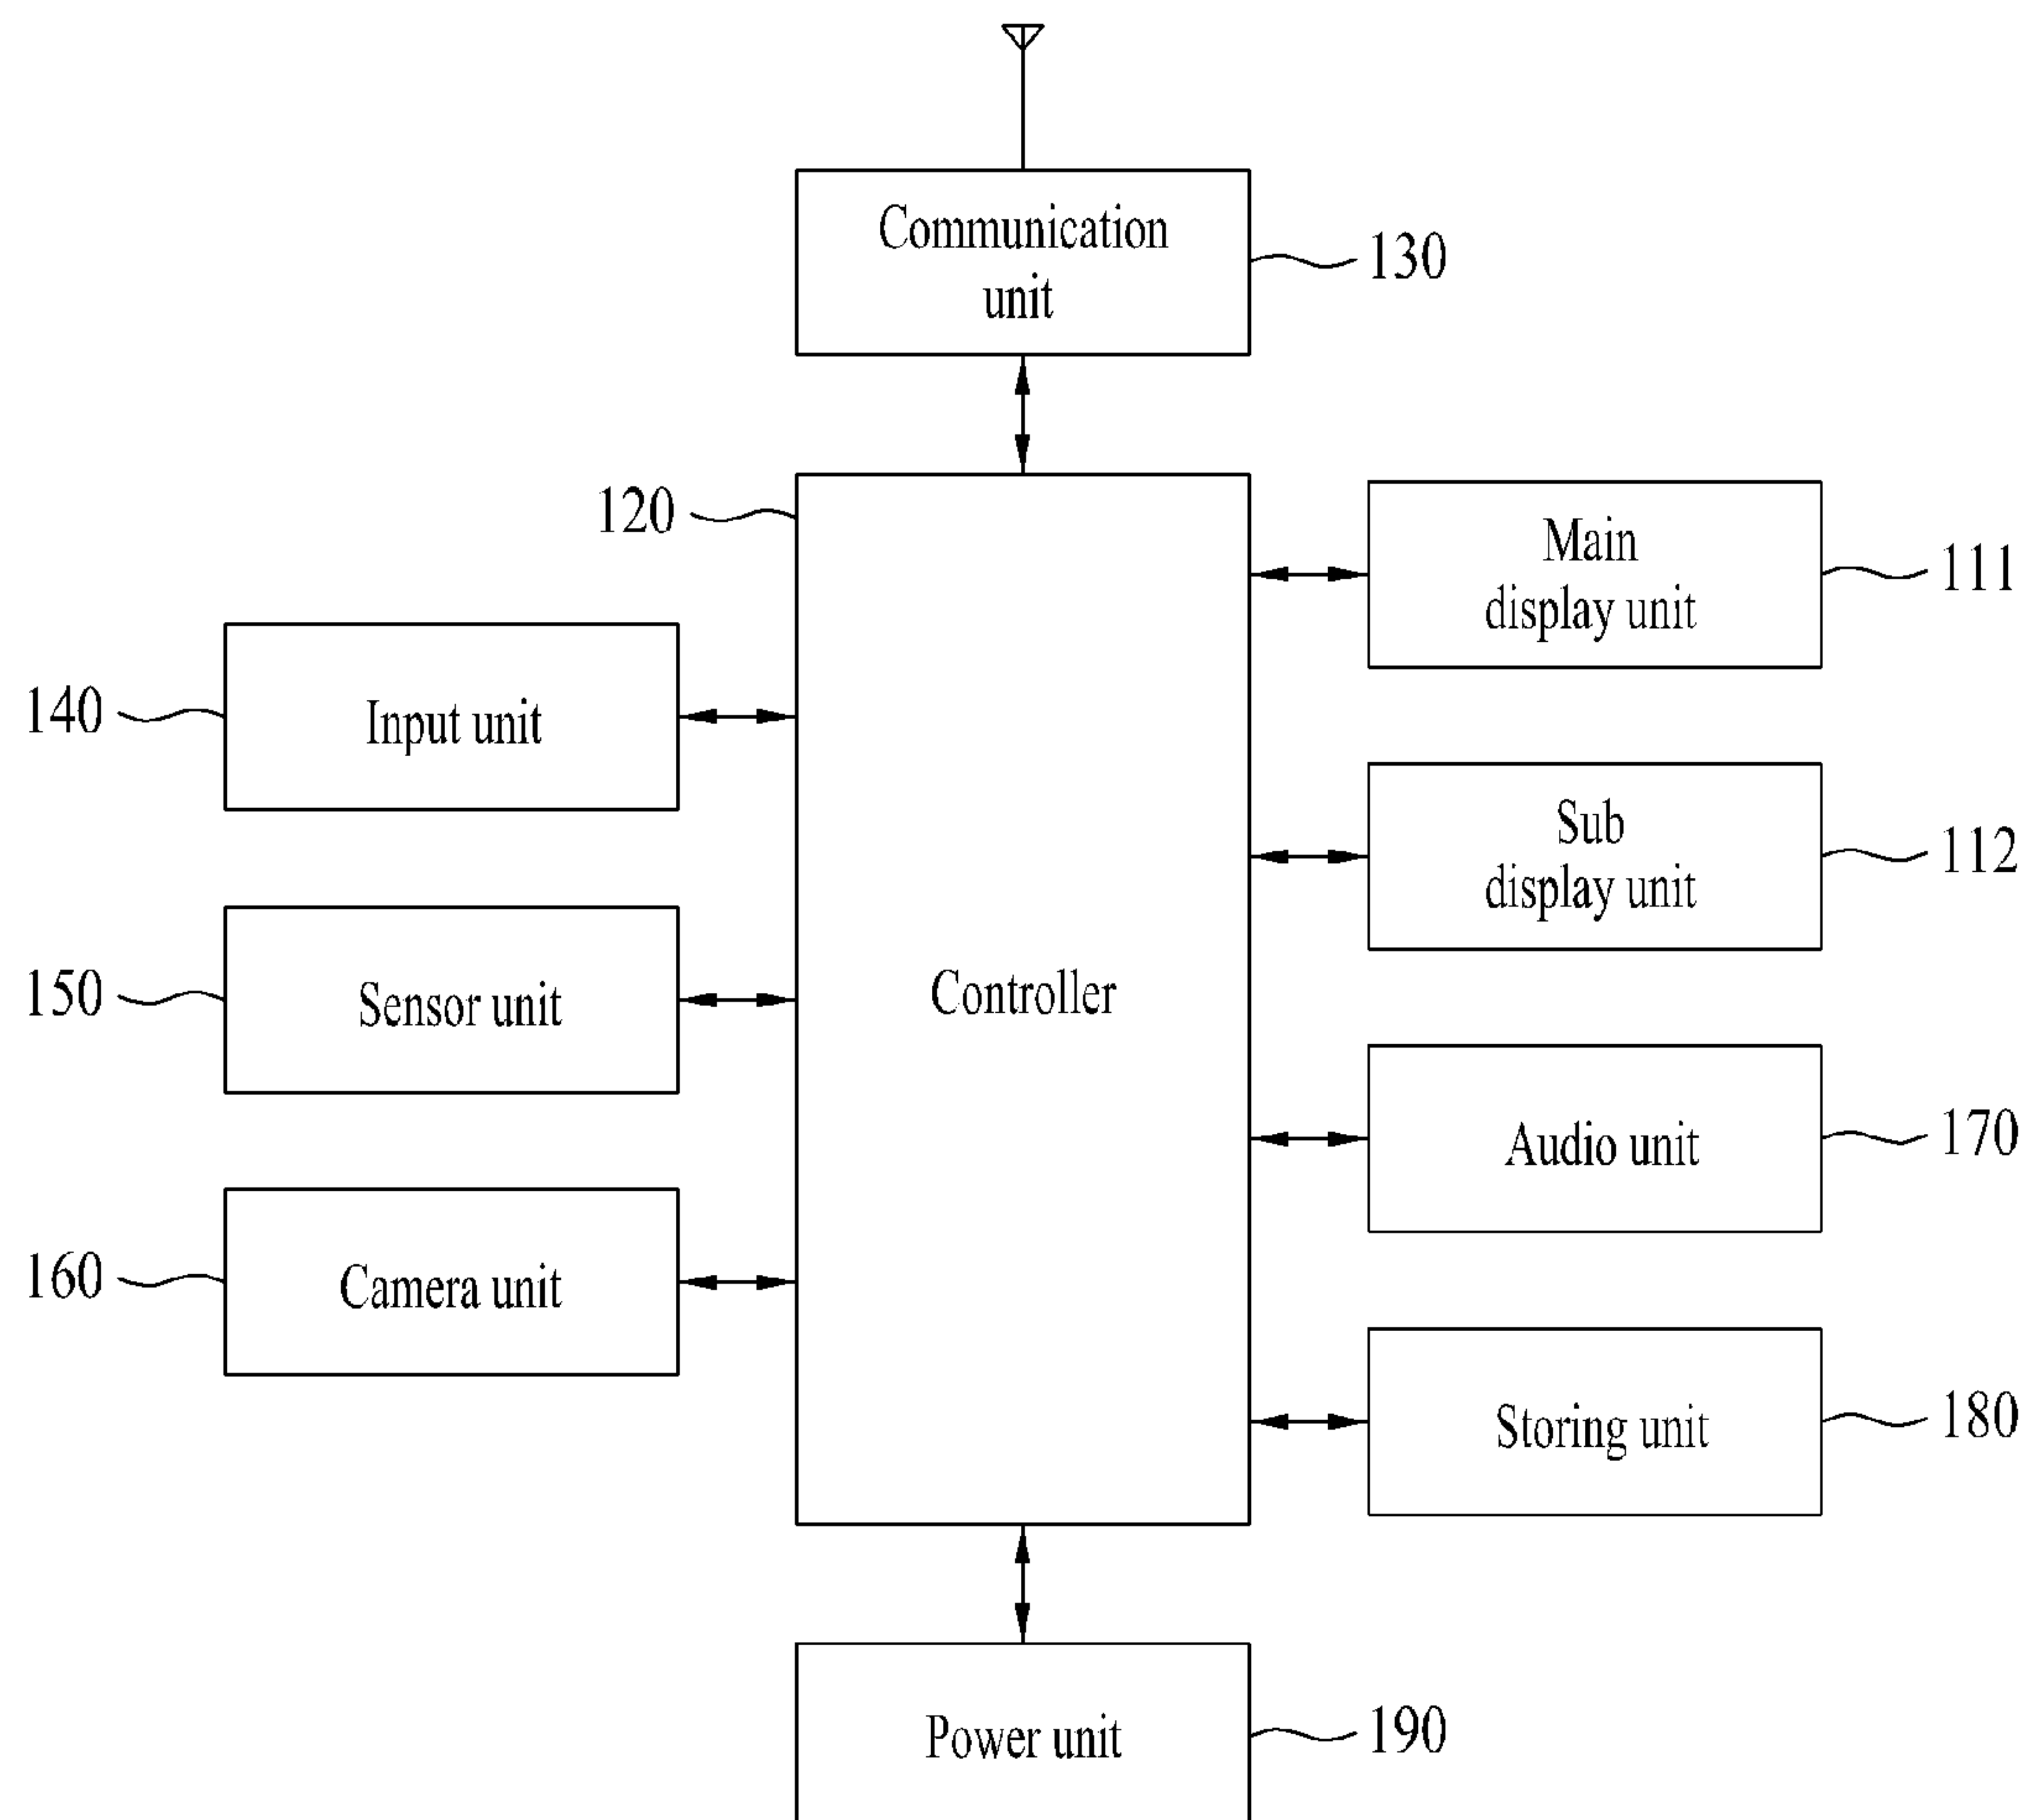 Communication
unit
130
120
Main
display unit
111
140
Input unit
Sub
display unit
112
150
Sensor unit
Controller
Audio unit
170
160
Camera unit
Storing unit
180
Power unit
190